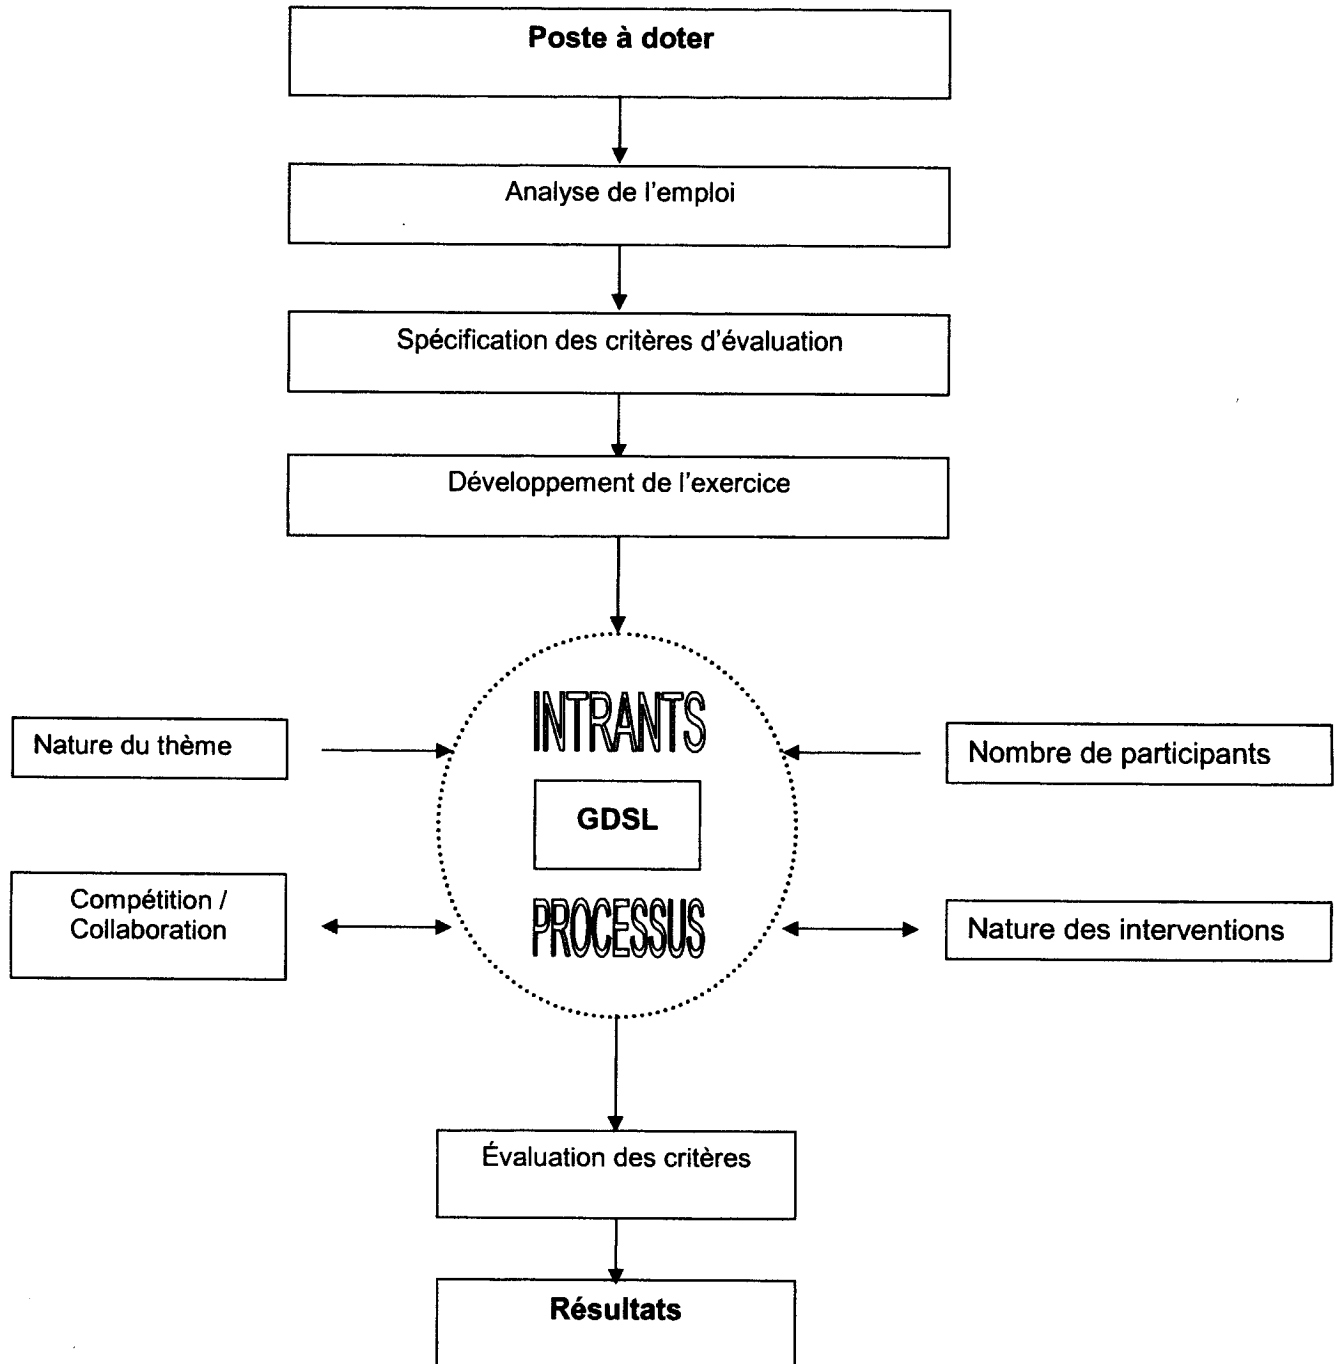 Poste à doter
Analyse de l'emploi
Spécification des critères d'évaluation
Développement de l'exercice
INTRANTS
Nature du thème
Nombre de participants
GDSL
Compétition /
Collaboration
PROCESSUS
Nature des interventions
Évaluation des critères
Résultats